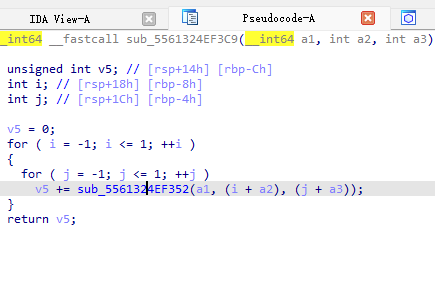 IDA View-A
Pseudocode-A
_int64 __fastcall sub_5561324EF3C9(__int64 a1, int a2, int a3)
unsigned int v5; // [rsp+14h] [rbp-Ch]
int i; // [rsp+18h] [rbp-8h]
int j; // [rsp+1Ch] [rbp-4h]
v5 = 0;
for ( i = -1; i <= 1; ++i )
{
for ( j = -1; j <= 1; ++j )
v5 += sub_5561324EF352(a1, (i + a2), (j + a3));
}
return v5;